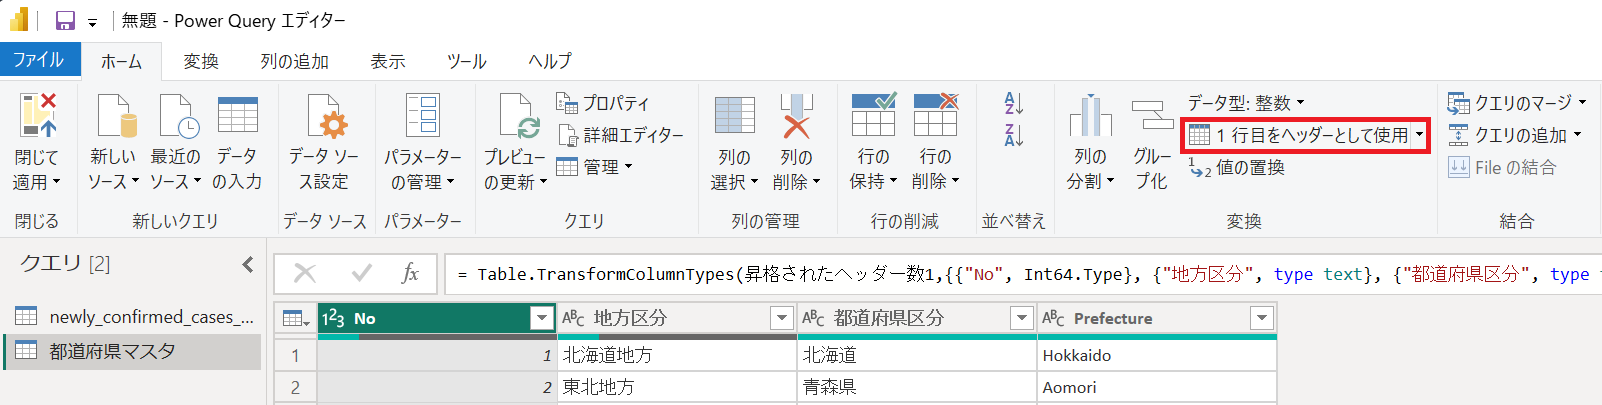 無題 - Power Query エディター
ファイル ホーム 変換 列の追加 表示 ツール ヘルプ
閉じて
適用
閉じる
新しい
ソース
最近の
ソース
データ
の入力
新しいクエリ
データ ソー
ス設定
データ ソース
パラメーター
の管理
パラメーター
プレビュー
の更新
プロパティ
詳細エディター
管理
クエリ
列の
選択
列の
削除
列の管理
行の
保持
行の
削除
行の削減
並べ替え
列の
分割
グルー
プ化
データ型: 整数
1 行目をヘッダーとして使用
値の置換
変換
クエリのマージ
クエリの追加
File の結合
結合
クエリ [2]
newly_confirmed_cases_...
都道府県マスタ
fx
= Table.TransformColumnTypes(昇格されたヘッダー数1,{{"No", Int64.Type}, {"地方区分", type text}, {"都道府県区分", type
123 No ABC 地方区分 ABC 都道府県区分 ABC Prefecture
1 1 北海道地方 北海道 Hokkaido
2 2 東北地方 青森県 Aomori